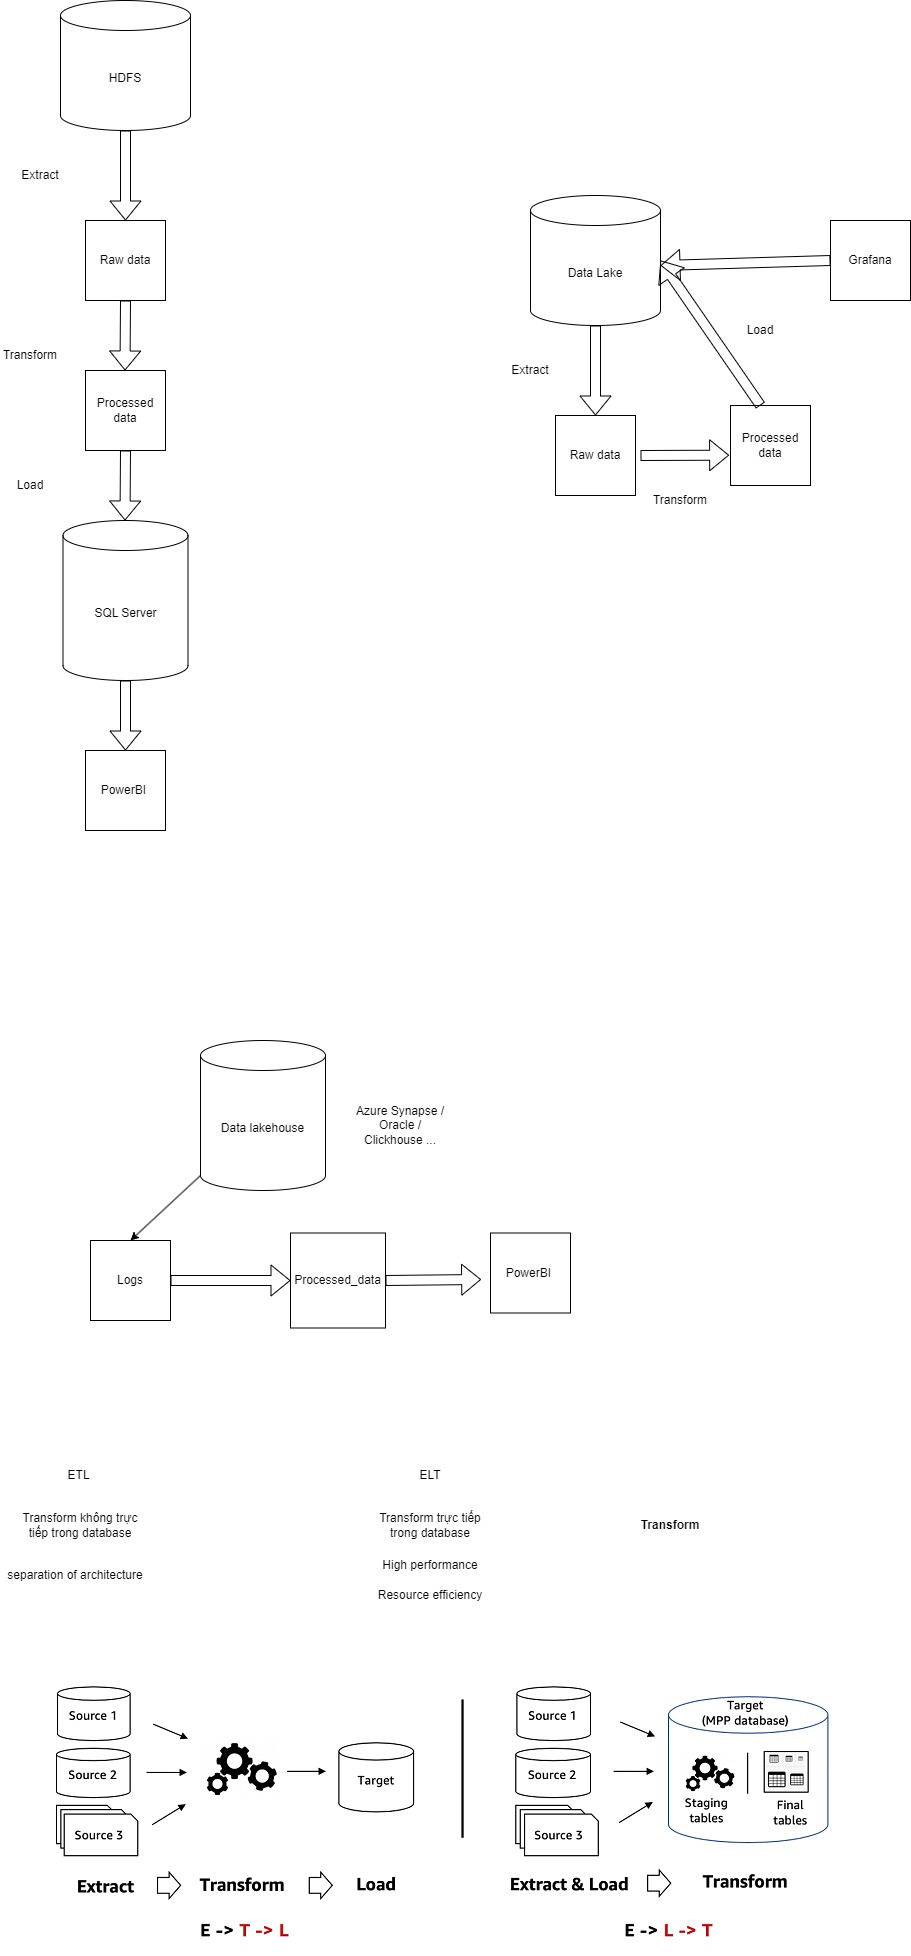 HDFS
Extract
Raw data
Transform
Processed
data
Load
SQL Server
PowerBI
Data Lake
Grafana
Load
Extract
Raw data
Processed
data
Transform
Data lakehouse
Azure Synapse /
Oracle /
Clickhouse ...
Logs
Processed_data
PowerBI
ETL
Transform không trực
tiếp trong database
separation of architecture
ELT
Transform trực tiếp
trong database
High performance
Resource efficiency
Transform
Source 1
Source 2
Source 3
Target
Extract
Transform
Load
E -> T -> L
Source 1
Source 2
Source 3
Target
(MPP database)
Staging
tables
Final
tables
Extract & Load
Transform
E -> L -> T